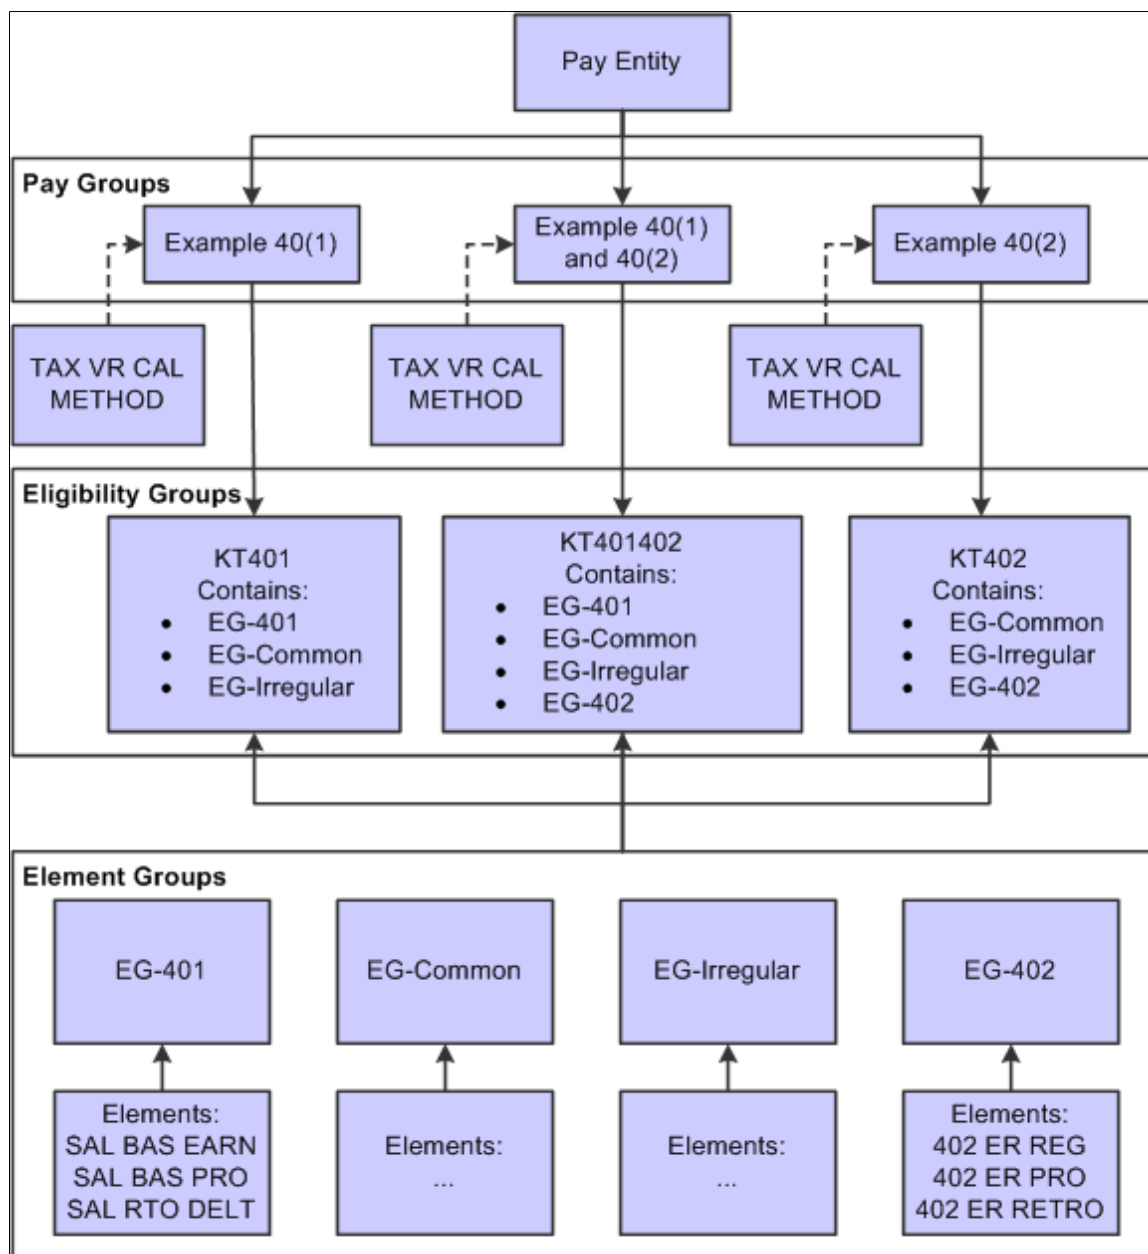 Pay Entity
Pay Groups
Example 40(1)
Example 40(1)
and 40(2)
Example 40(2)
TAX VR CAL
METHOD
TAX VR CAL
METHOD
TAX VR CAL
METHOD
Eligibility Groups
KT401
Contains:
• EG-401
• EG-Common
• EG-Irregular
KT401402
Contains:
• EG-401
• EG-Common
• EG-Irregular
• EG-402
KT402
Contains:
• EG-Common
• EG-Irregular
• EG-402
Element Groups
EG-401
EG-Common
EG-Irregular
EG-402
Elements:
SAL BAS EARN
SAL BAS PRO
SAL RTO DELT
Elements:
...
Elements:
...
Elements:
402 ER REG
402 ER PRO
402 ER RETRO